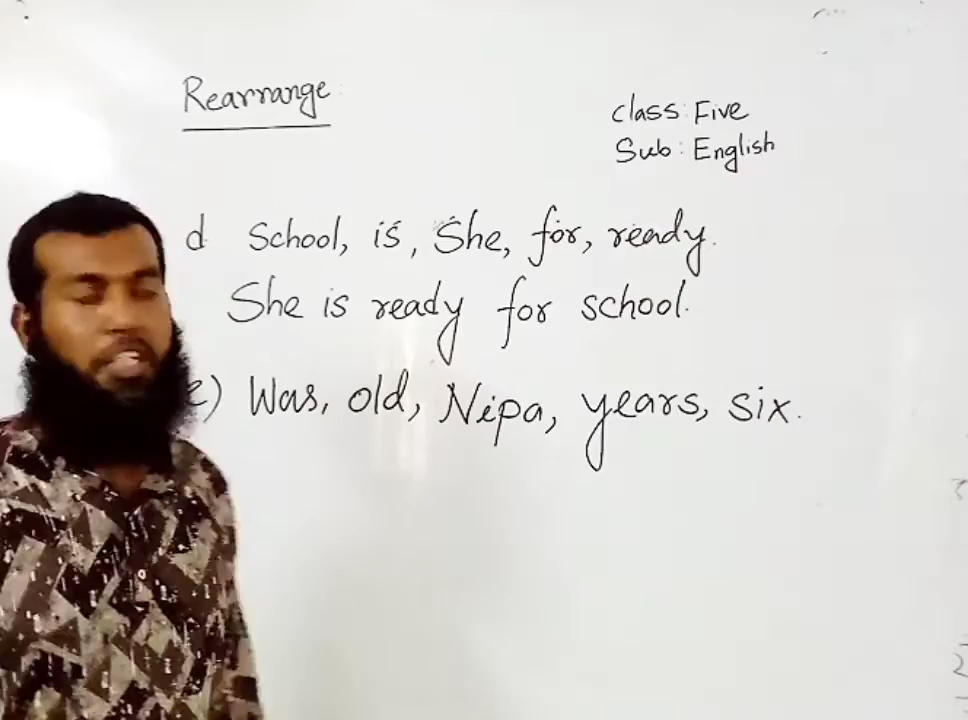 Rearrange
class: Five
Sub: English
d School, is, She, for, ready.
She is ready for school.
e) Was, old, Nipa, years, six.